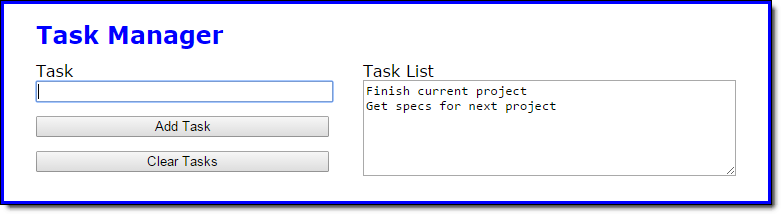 Task Manager
Task
Add Task
Clear Tasks
Task List
Finish current project
Get specs for next project